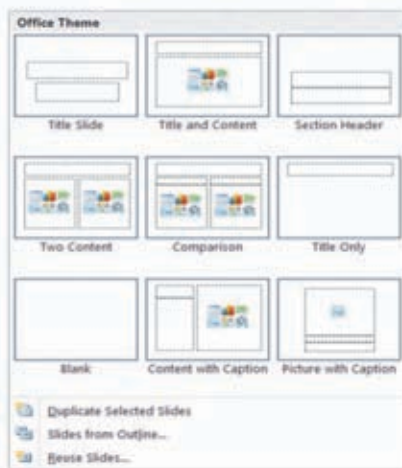 Office Theme
Title Slide
Title and Content
Section Header
Two Content
Comparison
Title Only
Blank
Content with Caption
Picture with Caption
Duplicate Selected Slides
Slides from Outline...
Reuse Slides...